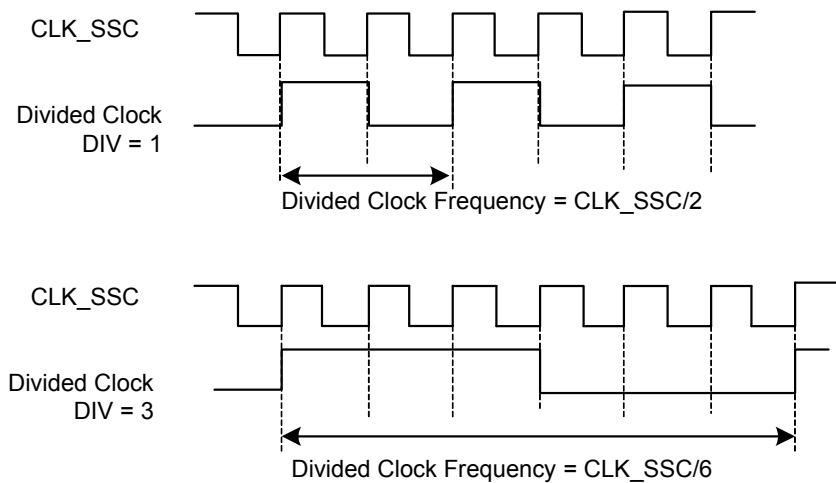 CLK_SSC
Divided Clock
DIV = 1
Divided Clock Frequency = CLK_SSC/2
CLK_SSC
Divided Clock
DIV = 3
Divided Clock Frequency = CLK_SSC/6